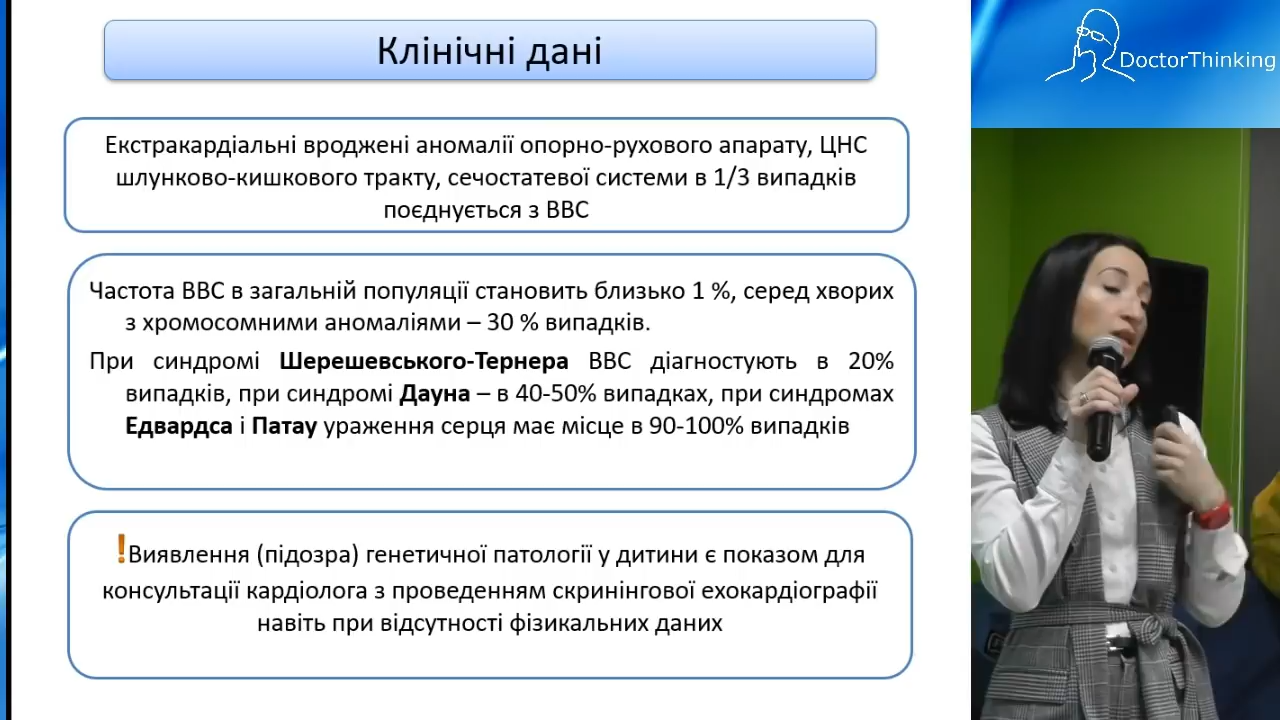 Клінічні дані
DoctorThinking
Екстракардіальні вроджені аномалії опорно-рухового апарату, ЦНС
шлунково-кишкового тракту, сечостатевої системи в 1/3 випадків
поєднується з ВВС
Частота ВВС в загальній популяції становить близько 1 %, серед хворих
з хромосомними аномаліями – 30 % випадків.
При синдромі Шерешевського-Тернера ВВС діагностують в 20%
випадків, при синдромі Дауна – в 40-50% випадках, при синдромах
Едвардса і Патау ураження серця має місце в 90-100% випадків
!Виявлення (підозра) генетичної патології у дитини є показом для
консультації кардіолога з проведенням скринінгової ехокардіографії
навіть при відсутності фізикальних даних